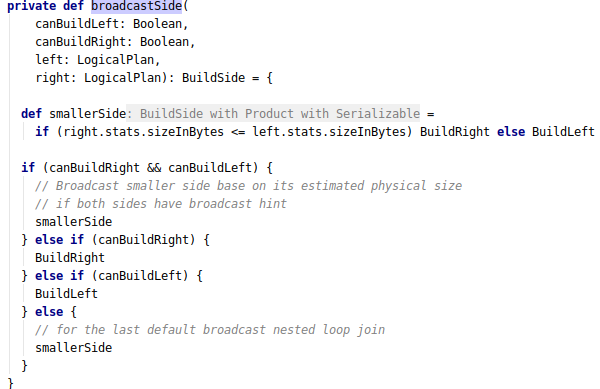 private def broadcastSide(
    canBuildLeft: Boolean,
    canBuildRight: Boolean,
    left: LogicalPlan,
    right: LogicalPlan): BuildSide = {

  def smallerSide: BuildSide with Product with Serializable =
    if (right.stats.sizeInBytes <= left.stats.sizeInBytes) BuildRight else BuildLeft

  if (canBuildRight && canBuildLeft) {
    // Broadcast smaller side base on its estimated physical size
    // if both sides have broadcast hint
    smallerSide
  } else if (canBuildRight) {
    BuildRight
  } else if (canBuildLeft) {
    BuildLeft
  } else {
    // for the last default broadcast nested loop join
    smallerSide
  }
}